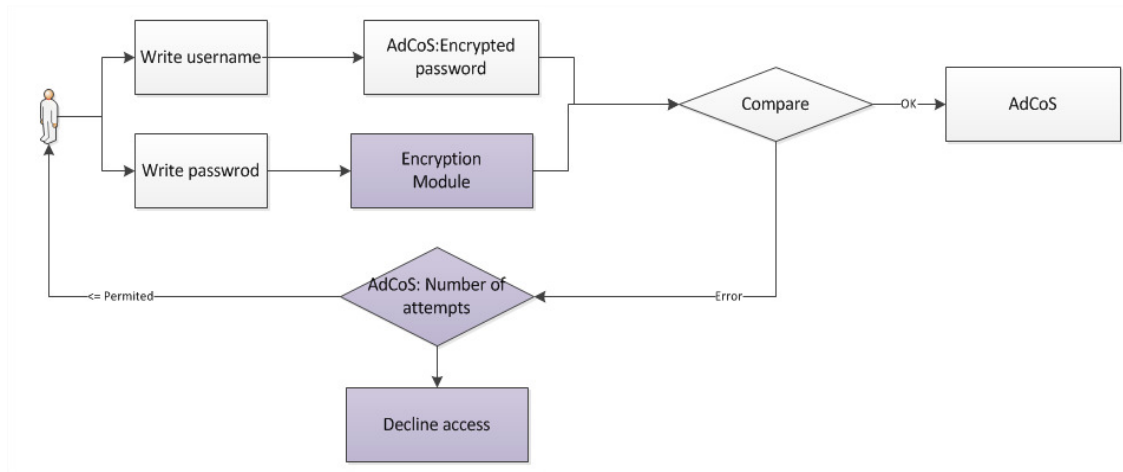 Write username
AdCoS:Encrypted
password
Compare
OK
AdCoS
Write passwrod
Encryption
Module
AdCoS: Number of
attempts
<= Permited
Error
Decline access